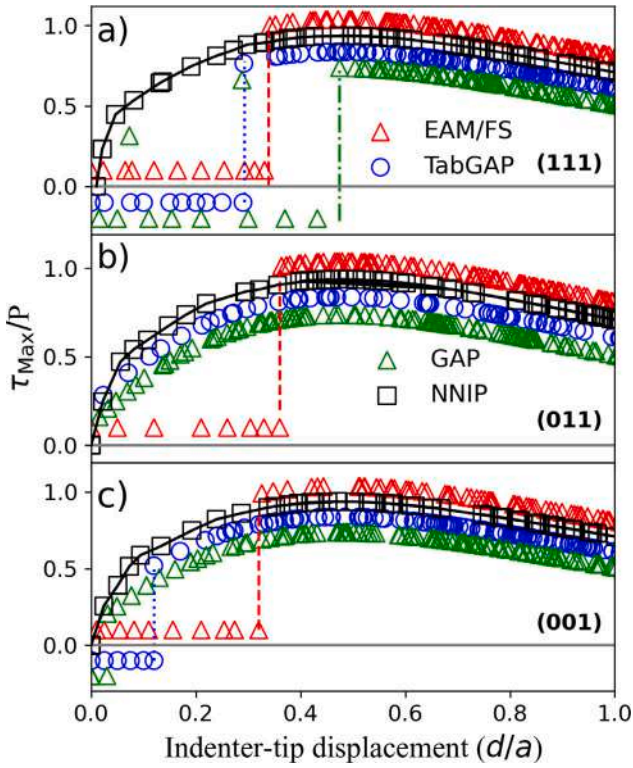 a)
1.0
0.5
0.0
EAM/FS
TabGAP
(111)
b)
1.0
0.5
0.0
GAP
NNIP
(011)
τMax/P
c)
1.0
0.5
0.0
(001)
0.0 0.2 0.4 0.6 0.8 1.0
Indenter-tip displacement (d/a)